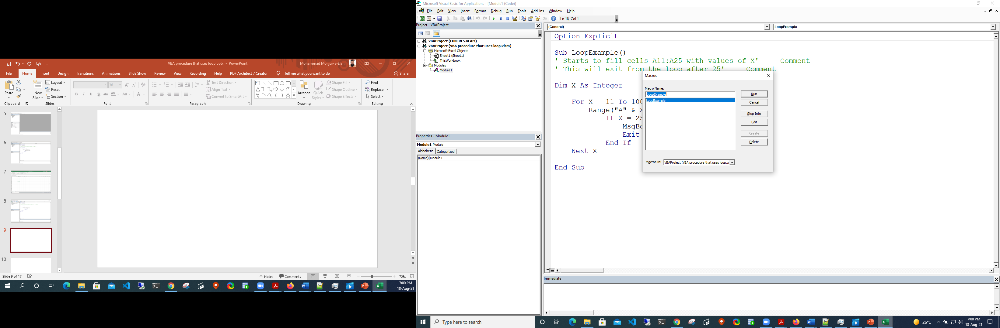 VBA procedure that uses loop.pptx - PowerPoint
Mohammad Monjur-E-Elahi
File Home Insert Design Transitions Animations Slide Show Review View Recording Help PDF Architect 7 Creator Tell me what you want to do Share
Paste
Clipboard
New Slide
Layout
Reset
Section
Slides
36
B I U S abc AV Aa A
Font
Text Direction
Align Text
Convert to SmartArt
Paragraph
Arrange
Quick Styles
Shape Fill
Shape Outline
Shape Effects
Drawing
Find
Replace
Select
Editing
5
6
7
8
9
10
Slide 9 of 17
Notes
Comments
72%
7:00 PM
18-Aug-21
Microsoft Visual Basic for Applications - [Module1 (Code)]
File Edit View Insert Format Debug Run Tools Add-Ins Window Help
Ln 18, Col 1
Project - VBAProject
VBAProject (FUNCRES.XLAM)
VBAProject (VBA procedure that uses loop.xlsm)
Microsoft Excel Objects
Sheet1 (Sheet1)
ThisWorkbook
Modules
Module1
Properties - Module1
Module1 Module
Alphabetic Categorized
(Name) Module1
(General)
LoopExample
Option Explicit
Sub LoopExample()
' Starts to fill cells A11:A25 with values of X' --- Comment
' This will exit from the loop after 25' --- Comment
Dim X As Integer
For X = 11 To 100
Range("A" & X
If X = 25
MsgBo
Exit
End If
Next X
End Sub
Macros
Macro Name:
LoopExample
LoopExample
Run
Cancel
Step Into
Edit
Create
Delete
Macros In: VBAProject (VBA procedure that uses loop.x
Immediate
Type here to search
26°C
7:00 PM
18-Aug-21